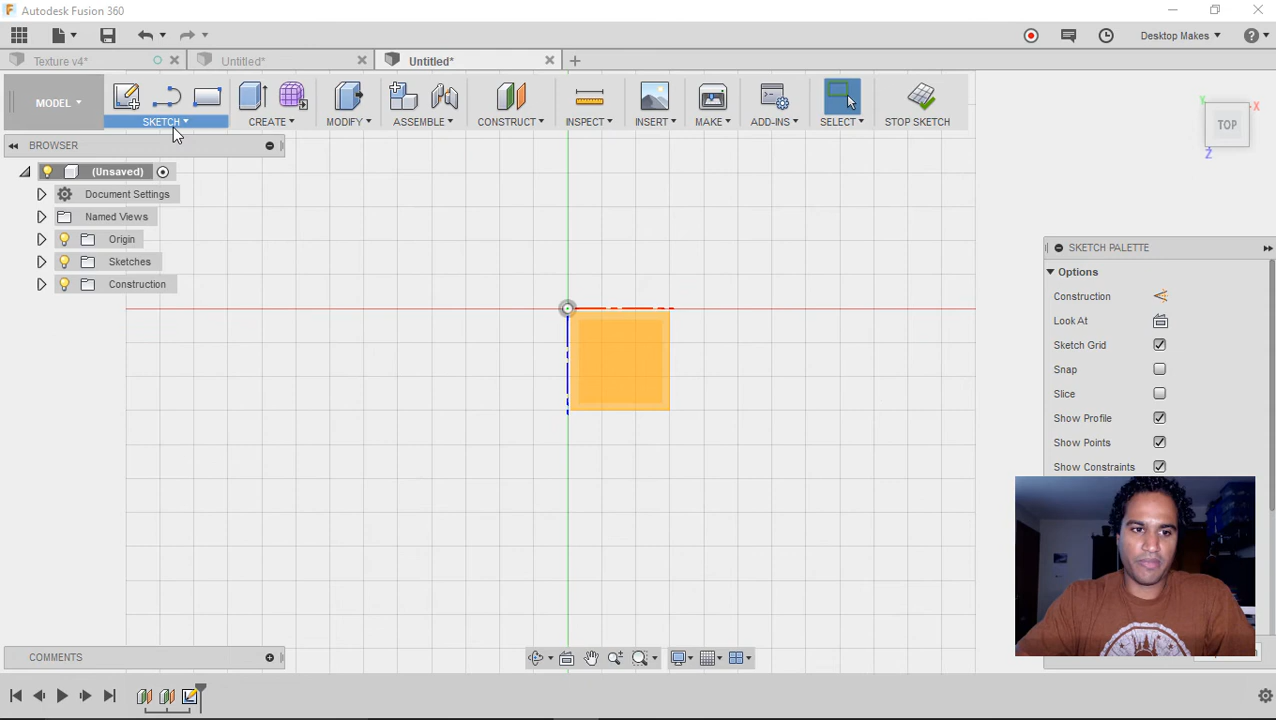 Autodesk Fusion 360
Desktop Makes
Texture v4*
Untitled*
Untitled*
MODEL
SKETCH
CREATE
MODIFY
ASSEMBLE
CONSTRUCT
INSPECT
INSERT
MAKE
ADD-INS
SELECT
STOP SKETCH
BROWSER
(Unsaved)
Document Settings
Named Views
Origin
Sketches
Construction
Y
X
TOP
Z
SKETCH PALETTE
Options
Construction
Look At
Sketch Grid
Snap
Slice
Show Profile
Show Points
Show Constraints
COMMENTS